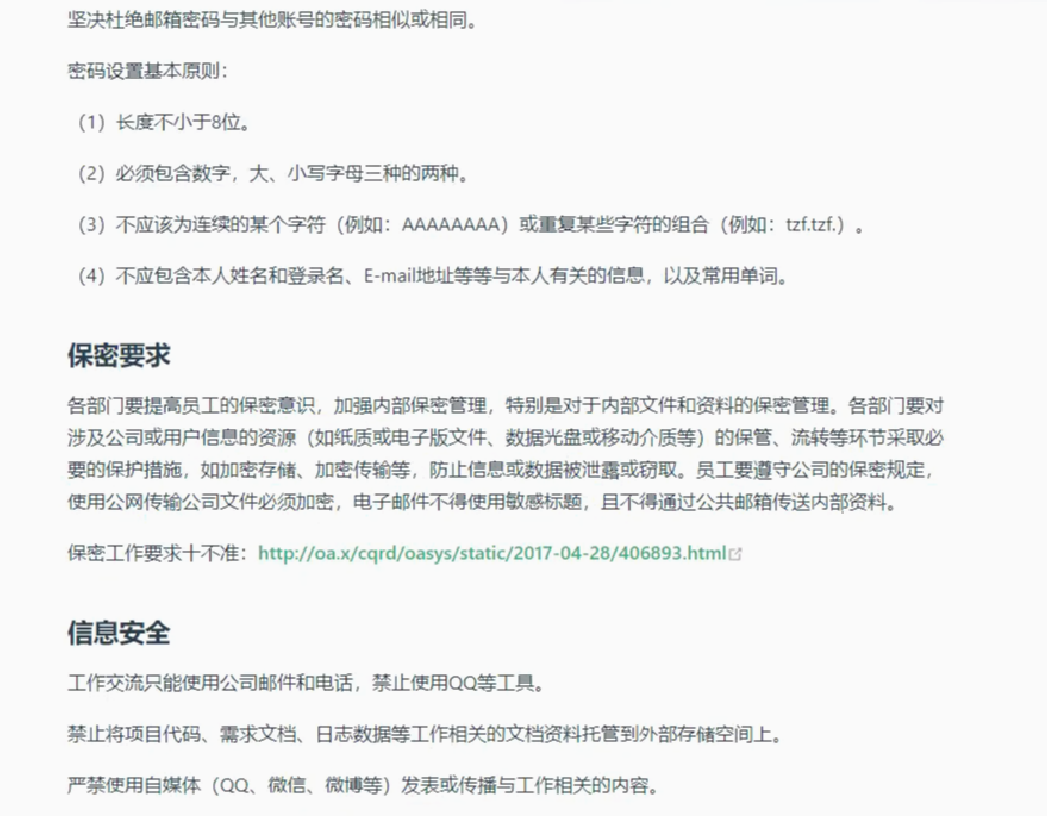 坚决杜绝邮箱密码与其他账号的密码相似或相同。
密码设置基本原则：
（1）长度不小于8位。
（2）必须包含数字，大、小写字母三种的两种。
（3）不应该为连续的某个字符（例如：AAAAAAAA）或重复某些字符的组合（例如：tzf.tzf.）。
（4）不应包含本人姓名和登录名、E-mail地址等等与本人有关的信息，以及常用单词。
保密要求
各部门要提高员工的保密意识，加强内部保密管理，特别是对于内部文件和资料的保密管理。各部门要对
涉及公司或用户信息的资源（如纸质或电子版文件、数据光盘或移动介质等）的保管、流转等环节采取必
要的保护措施，如加密存储、加密传输等，防止信息或数据被泄露或窃取。员工要遵守公司的保密规定，
使用公网传输公司文件必须加密，电子邮件不得使用敏感标题，且不得通过公共邮箱传送内部资料。
保密工作要求十不准：http://oa.x/cqrd/oasys/static/2017-04-28/406893.html
信息安全
工作交流只能使用公司邮件和电话，禁止使用QQ等工具。
禁止将项目代码、需求文档、日志数据等工作相关的文档资料托管到外部存储空间上。
严禁使用自媒体（QQ、微信、微博等）发表或传播与工作相关的内容。